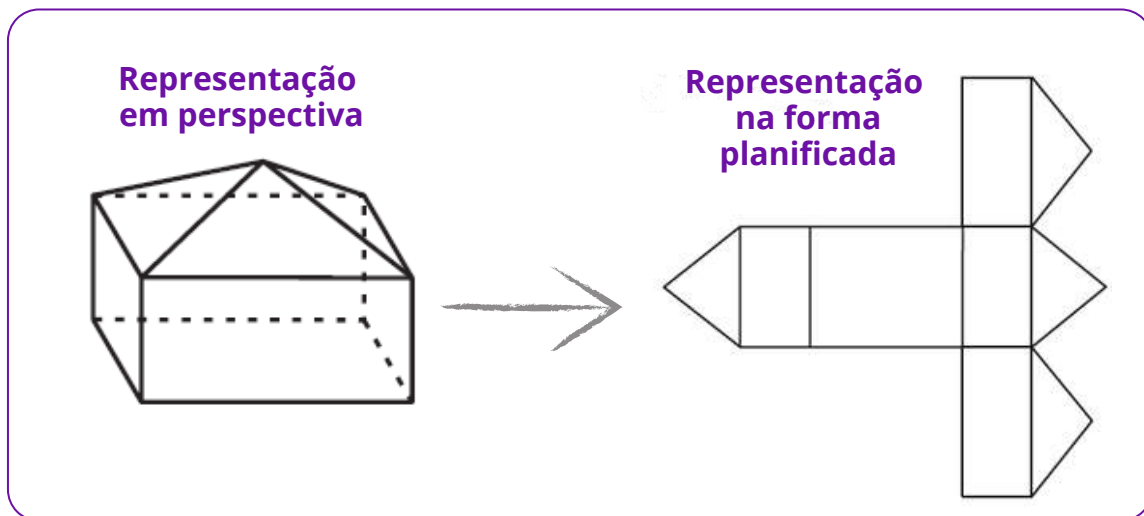 Representação
em perspectiva
Representação
na forma
planificada